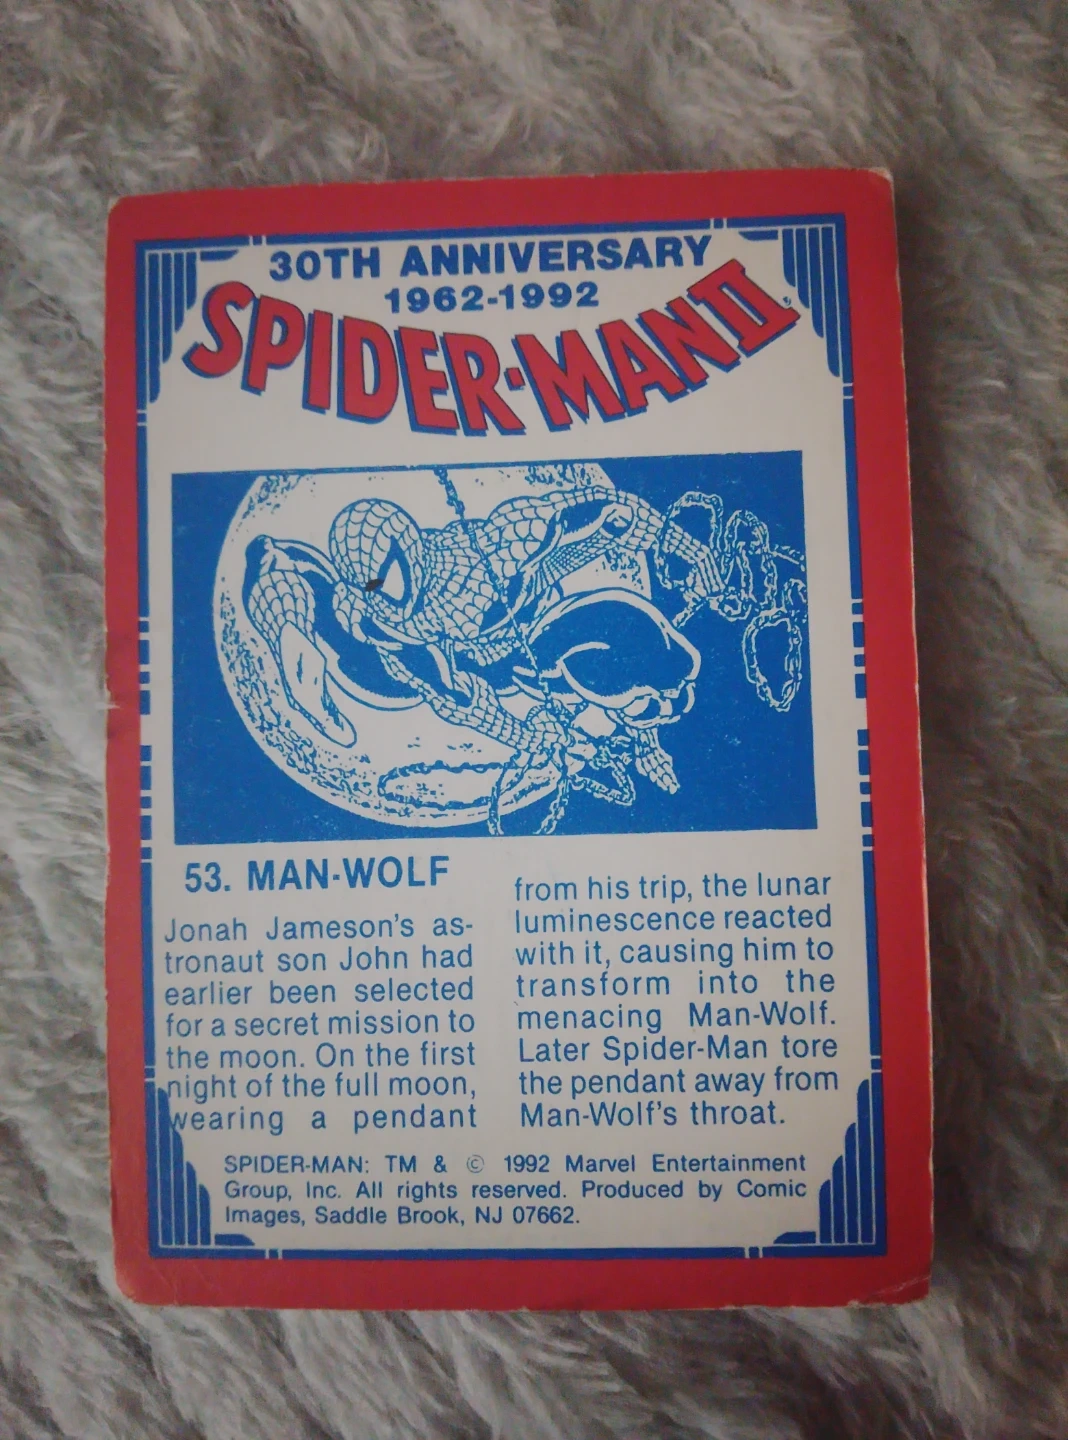 30TH ANNIVERSARY
1962-1992
SPIDER-MAN II
53. MAN-WOLF
Jonah Jameson's as-
tronaut son John had
earlier been selected
for a secret mission to
the moon. On the first
night of the full moon,
wearing a pendant
from his trip, the lunar
luminescence reacted
with it, causing him to
transform into the
menacing Man-Wolf.
Later Spider-Man tore
the pendant away from
Man-Wolf's throat.
SPIDER-MAN: TM & © 1992 Marvel Entertainment
Group, Inc. All rights reserved. Produced by Comic
Images, Saddle Brook, NJ 07662.